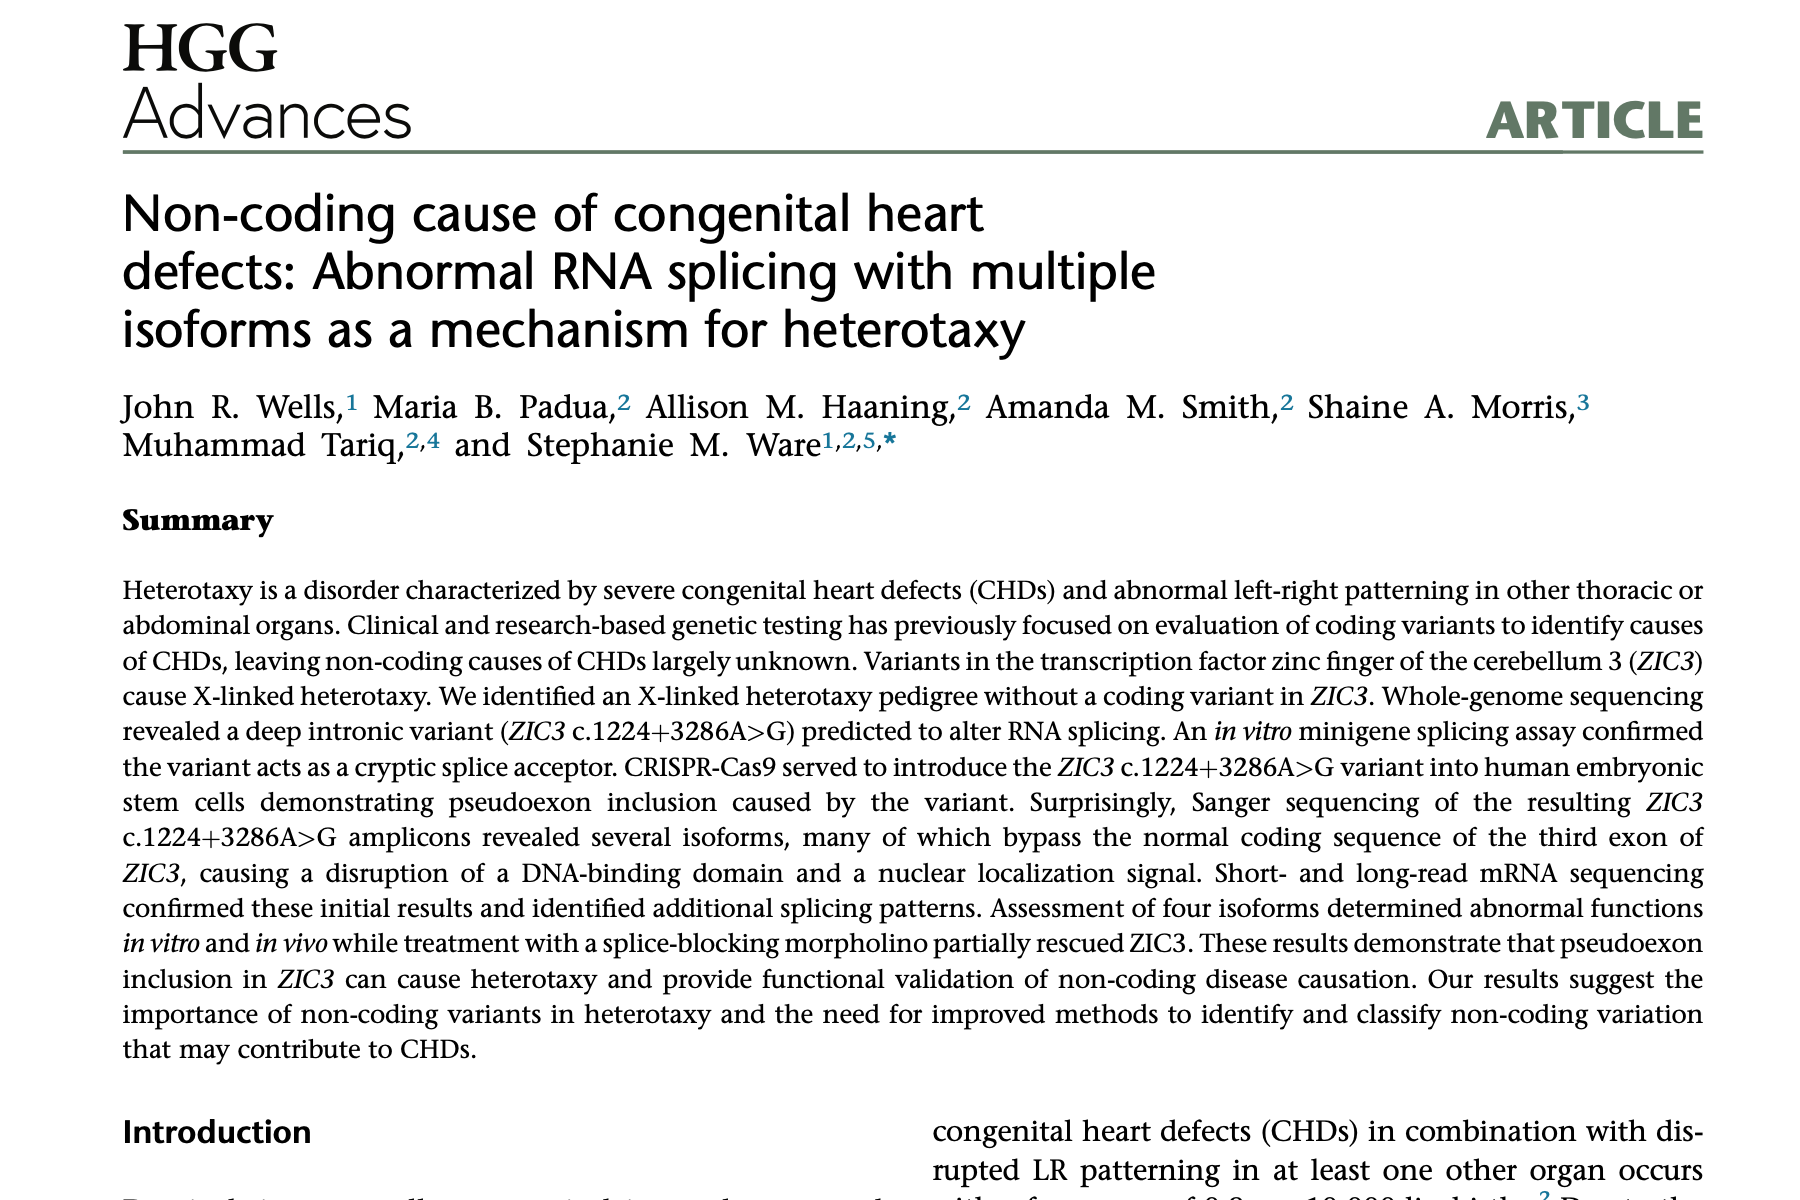 HGG
Advances
ARTICLE
Non-coding cause of congenital heart
defects: Abnormal RNA splicing with multiple
isoforms as a mechanism for heterotaxy
John R. Wells,1 Maria B. Padua,2 Allison M. Haaning,2 Amanda M. Smith,2 Shaine A. Morris,3
Muhammad Tariq,2,4 and Stephanie M. Ware1,2,5,*
Summary
Heterotaxy is a disorder characterized by severe congenital heart defects (CHDs) and abnormal left-right patterning in other thoracic or
abdominal organs. Clinical and research-based genetic testing has previously focused on evaluation of coding variants to identify causes
of CHDs, leaving non-coding causes of CHDs largely unknown. Variants in the transcription factor zinc finger of the cerebellum 3 (ZIC3)
cause X-linked heterotaxy. We identified an X-linked heterotaxy pedigree without a coding variant in ZIC3. Whole-genome sequencing
revealed a deep intronic variant (ZIC3 c.1224+3286A>G) predicted to alter RNA splicing. An in vitro minigene splicing assay confirmed
the variant acts as a cryptic splice acceptor. CRISPR-Cas9 served to introduce the ZIC3 c.1224+3286A>G variant into human embryonic
stem cells demonstrating pseudoexon inclusion caused by the variant. Surprisingly, Sanger sequencing of the resulting ZIC3
c.1224+3286A>G amplicons revealed several isoforms, many of which bypass the normal coding sequence of the third exon of
ZIC3, causing a disruption of a DNA-binding domain and a nuclear localization signal. Short- and long-read mRNA sequencing
confirmed these initial results and identified additional splicing patterns. Assessment of four isoforms determined abnormal functions
in vitro and in vivo while treatment with a splice-blocking morpholino partially rescued ZIC3. These results demonstrate that pseudoexon
inclusion in ZIC3 can cause heterotaxy and provide functional validation of non-coding disease causation. Our results suggest the
importance of non-coding variants in heterotaxy and the need for improved methods to identify and classify non-coding variation
that may contribute to CHDs.
Introduction
congenital heart defects (CHDs) in combination with dis-
rupted LR patterning in at least one other organ occurs